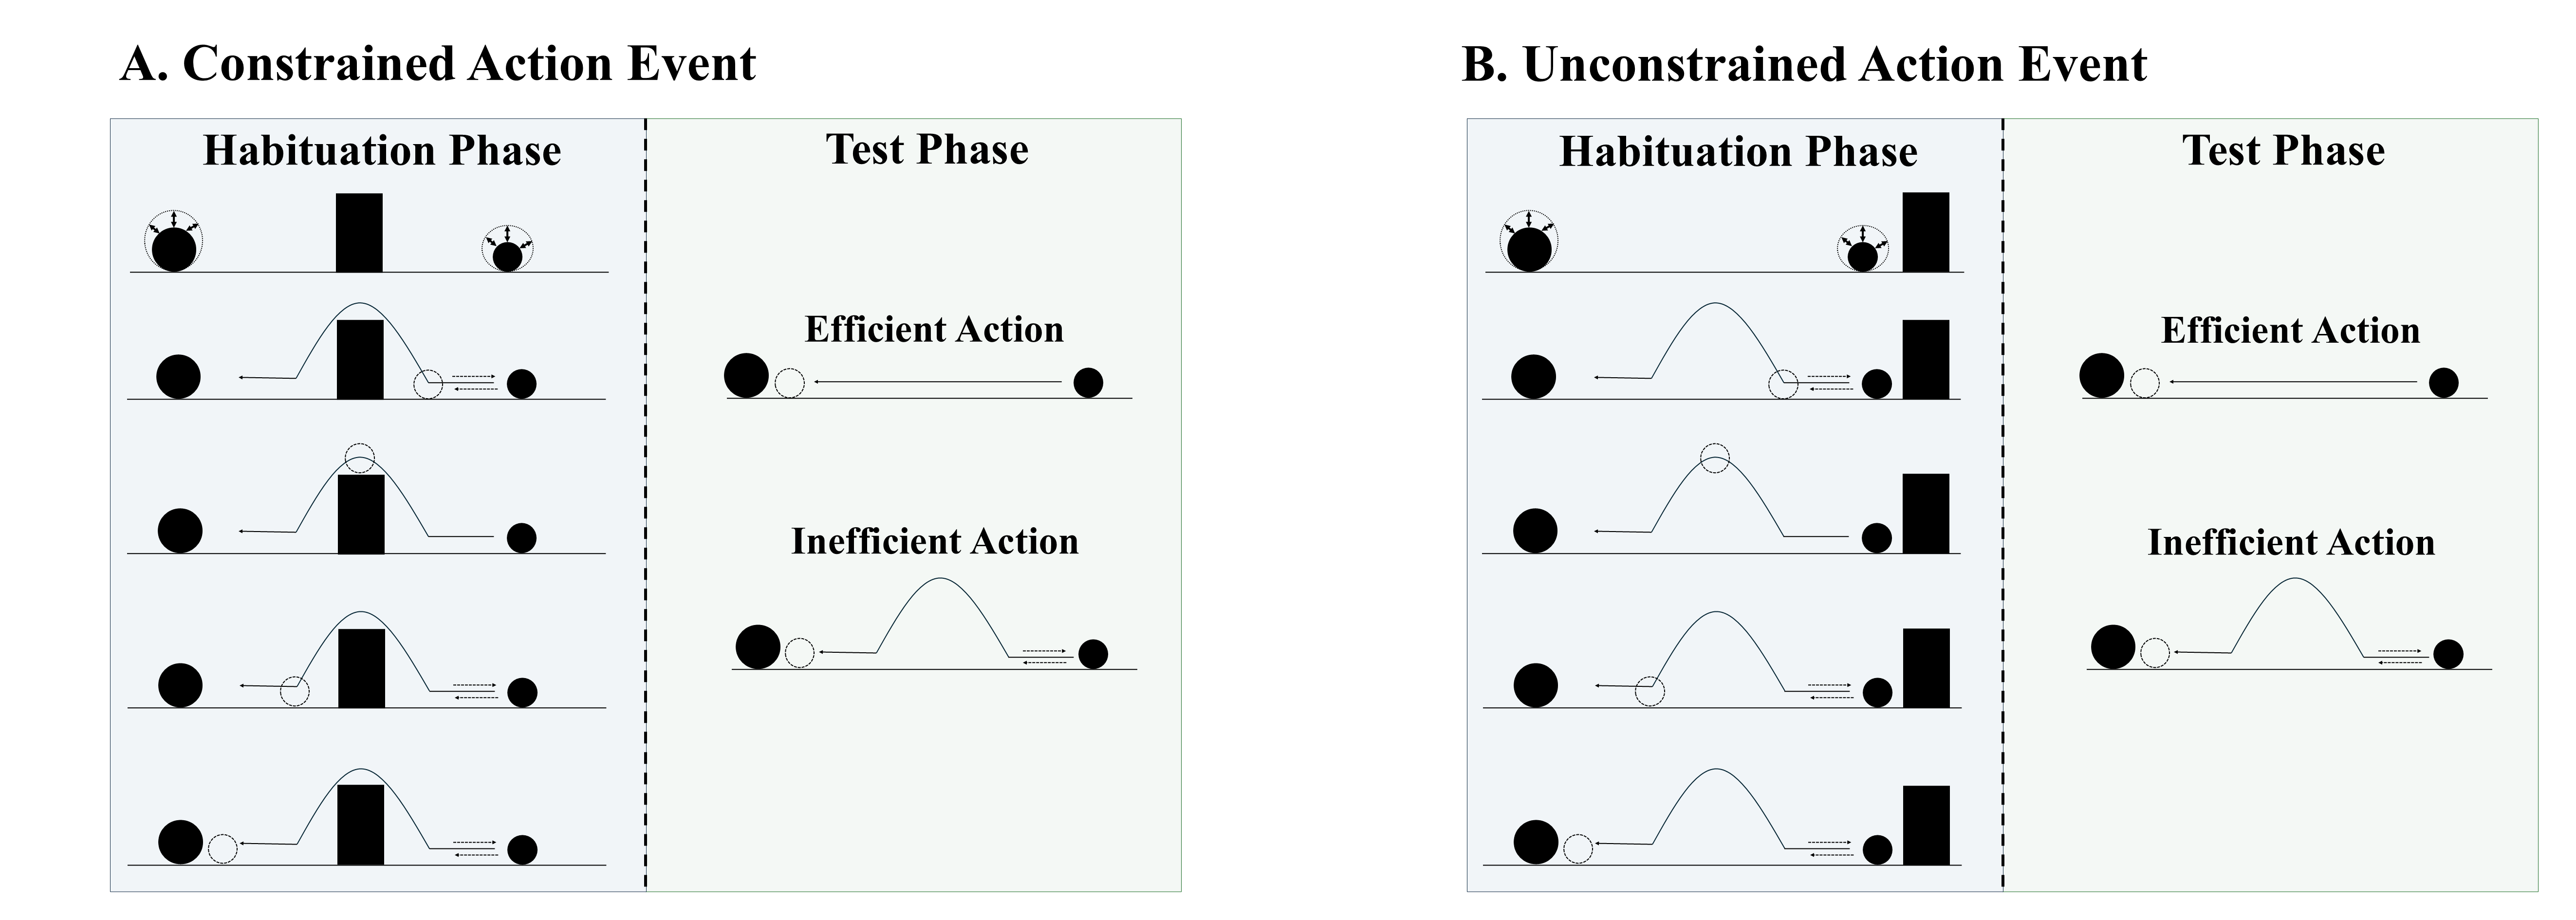 A. Constrained Action Event
Habituation Phase
Test Phase
Efficient Action
Inefficient Action
B. Unconstrained Action Event
Habituation Phase
Test Phase
Efficient Action
Inefficient Action